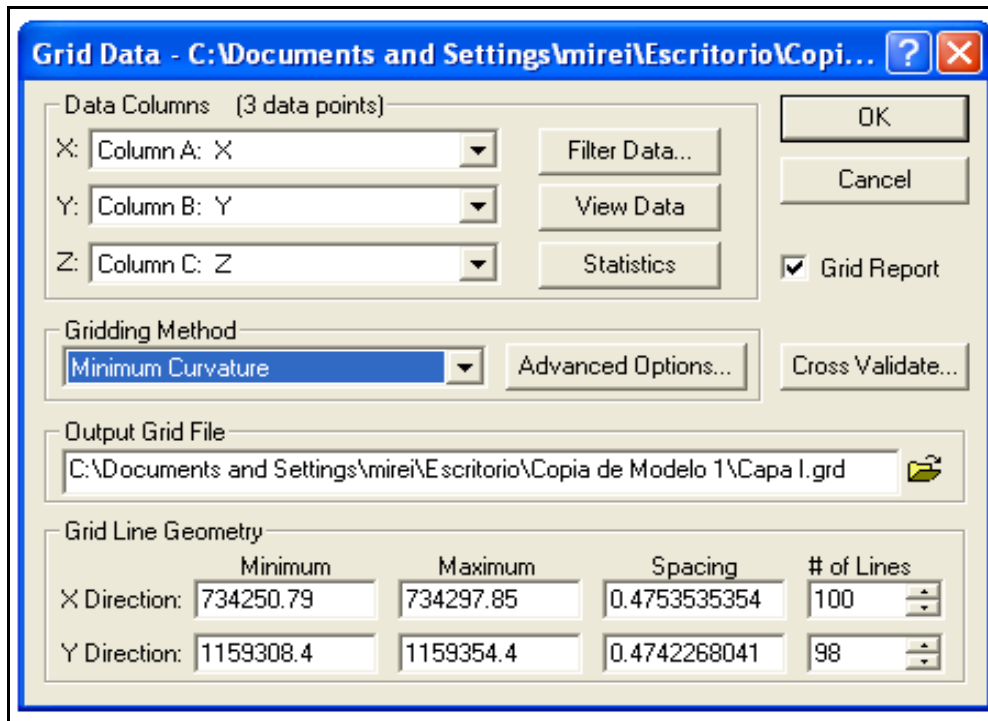 Grid Data - C:\Documents and Settings\mirei\Escritorio\Copi...
Data Columns (3 data points)
X: Column A: X
Filter Data...
Y: Column B: Y
View Data
Z: Column C: Z
Statistics
OK
Cancel
Grid Report
Gridding Method
Minimum Curvature
Advanced Options...
Cross Validate...
Output Grid File
C:\Documents and Settings\mirei\Escritorio\Copia de Modelo 1\Capa I.grd
Grid Line Geometry
Minimum Maximum Spacing # of Lines
X Direction: 734250.79 734297.85 0.4753535354 100
Y Direction: 1159308.4 1159354.4 0.4742268041 98